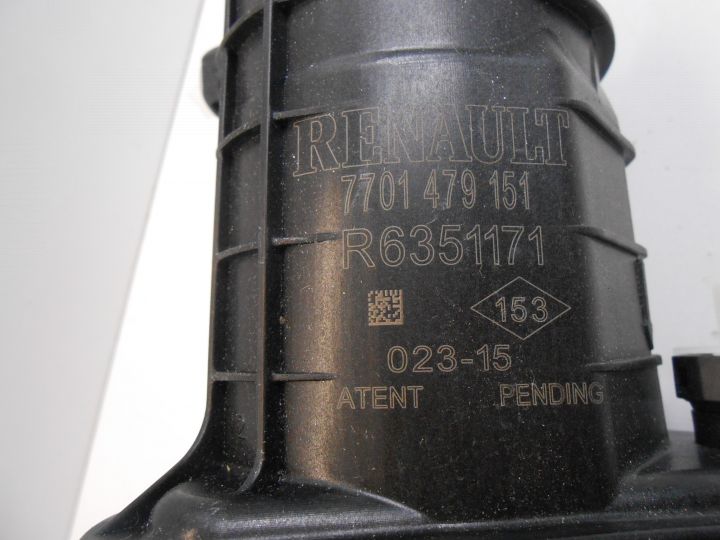 RENAULT
7701 479 151
R6351171
153
023-15
ATENT PENDING